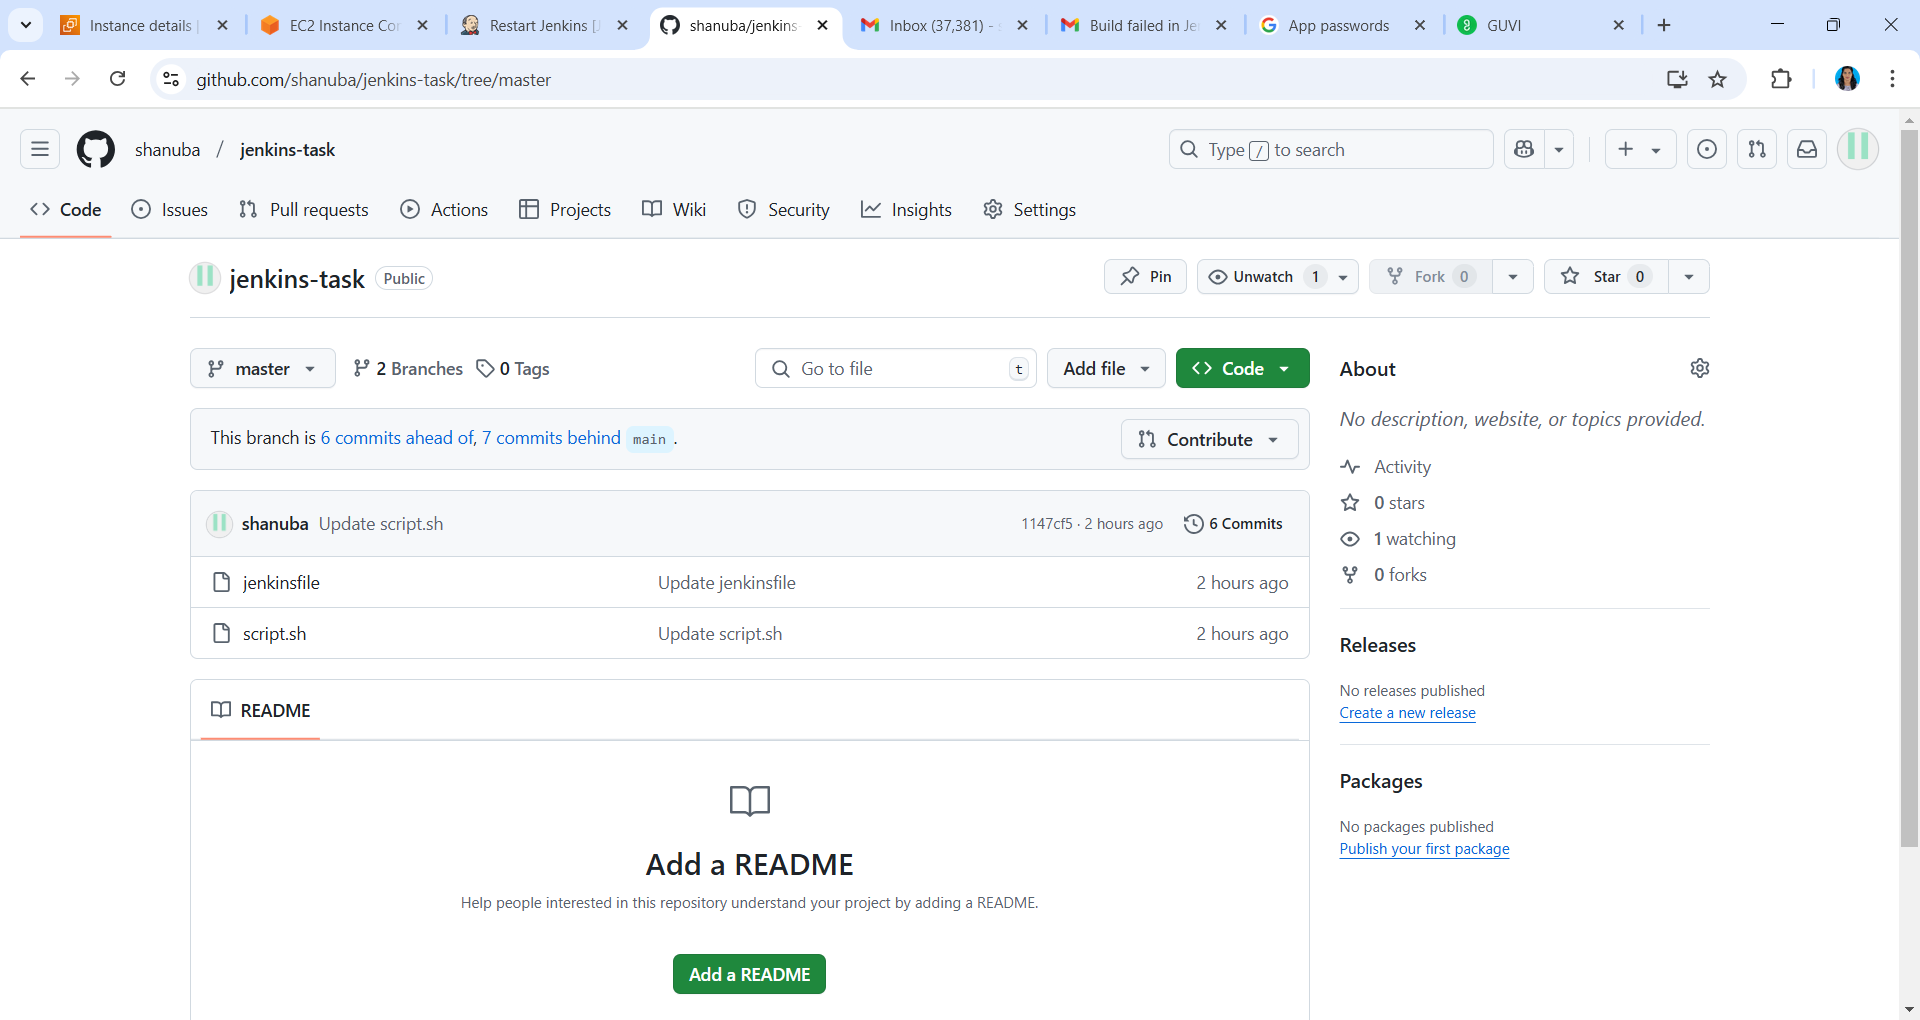 Instance details
EC2 Instance Con
Restart Jenkins [J
shanuba/jenkins-
Inbox (37,381) - s
Build failed in Jen
App passwords
GUVI
github.com/shanuba/jenkins-task/tree/master
shanuba / jenkins-task
Type / to search
Code
Issues
Pull requests
Actions
Projects
Wiki
Security
Insights
Settings
jenkins-task Public
Pin
Unwatch 1
Fork 0
Star 0
master
2 Branches
0 Tags
Go to file t
Add file
Code
This branch is 6 commits ahead of, 7 commits behind main .
Contribute
shanuba Update script.sh 1147cf5 · 2 hours ago 6 Commits
jenkinsfile Update jenkinsfile 2 hours ago
script.sh Update script.sh 2 hours ago
README
Add a README
Help people interested in this repository understand your project by adding a README.
Add a README
About
No description, website, or topics provided.
Activity
0 stars
1 watching
0 forks
Releases
No releases published
Create a new release
Packages
No packages published
Publish your first package